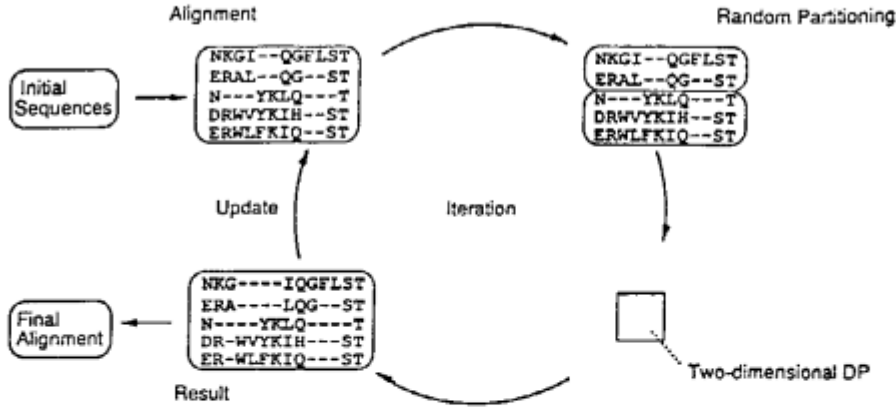 Alignment
Random Partitioning
Initial
Sequences
NKGI--QGFLST
ERAL--QG--ST
N---YKLQ---T
DRWVYKIH--ST
ERWLFKIQ--ST
NKGI--QGFLST
ERAL--QG--ST
N---YKLQ---T
DRWVYKIH--ST
ERWLFKIQ--ST
Update
Iteration
NKG----IQGFLST
ERA----LQG--ST
N----YKLQ----T
DR-WVYKIH---ST
ER-WLFKIQ---ST
Final
Alignment
Result
Two-dimensional DP